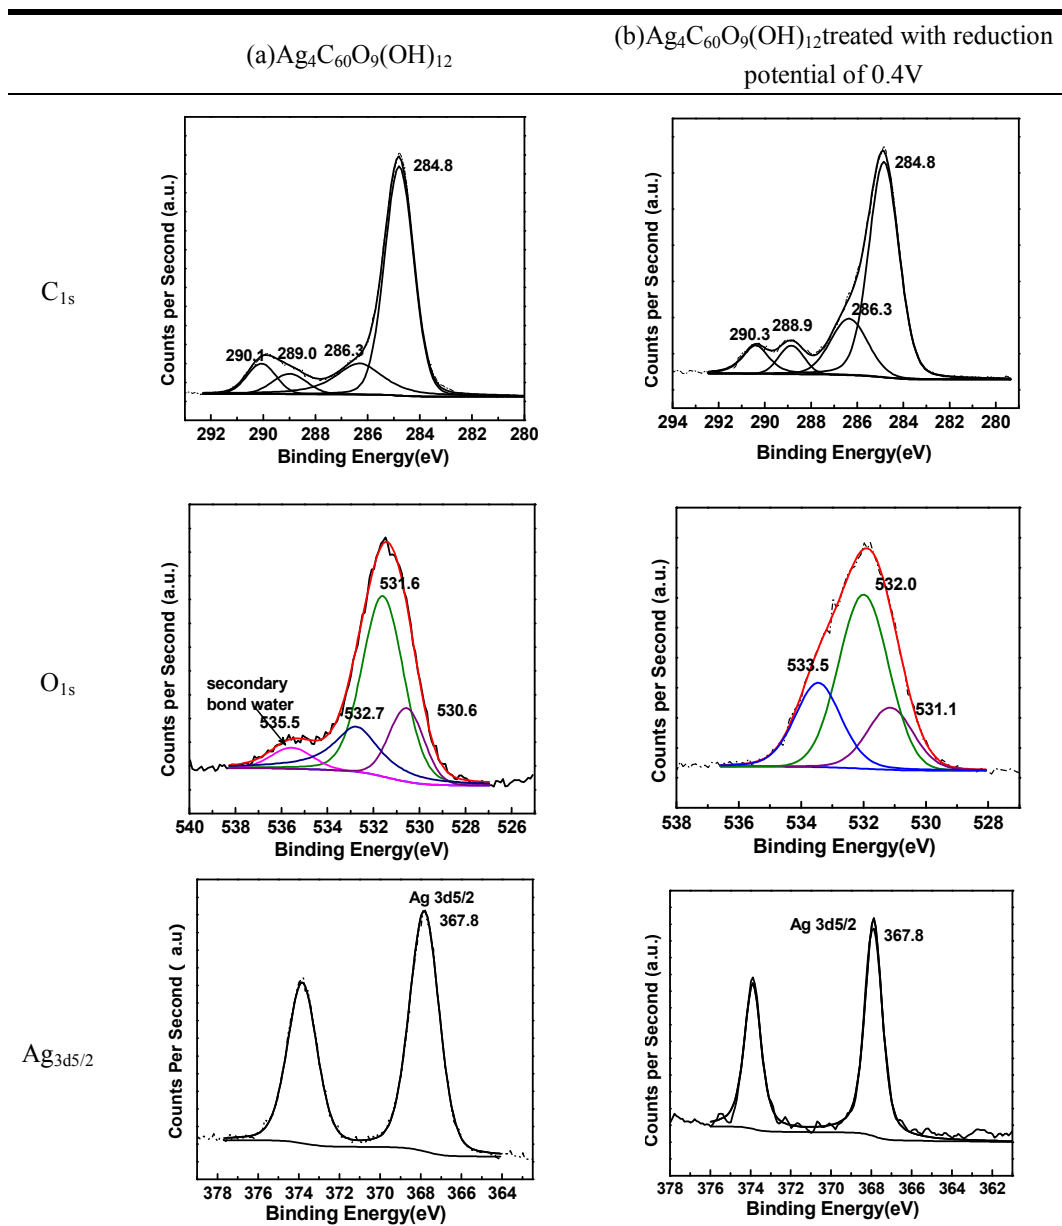 (a)Ag₄C₆₀O₉(OH)₁₂
(b)Ag₄C₆₀O₉(OH)₁₂treated with reduction
potential of 0.4V
C₁ₛ
Counts per Second (a.u.)
284.8
290.1
289.0
286.3
292 290 288 286 284 282 280
Binding Energy(eV)
Counts per Second (a.u.)
284.8
290.3
288.9
286.3
294 292 290 288 286 284 282 280
Binding Energy(eV)
O₁ₛ
Counts per Second (a.u.)
531.6
secondary
bond water
535.5
532.7
530.6
540 538 536 534 532 530 528 526
Binding Energy(eV)
Counts per Second (a.u.)
532.0
533.5
531.1
538 536 534 532 530 528
Binding Energy(eV)
Ag3d5/2
Counts Per Second ( a.u)
Ag 3d5/2
367.8
378 376 374 372 370 368 366 364
Binding Energy(eV)
Counts per Second (a.u.)
Ag 3d5/2
367.8
378 376 374 372 370 368 366 364 362
Binding Energy(eV)